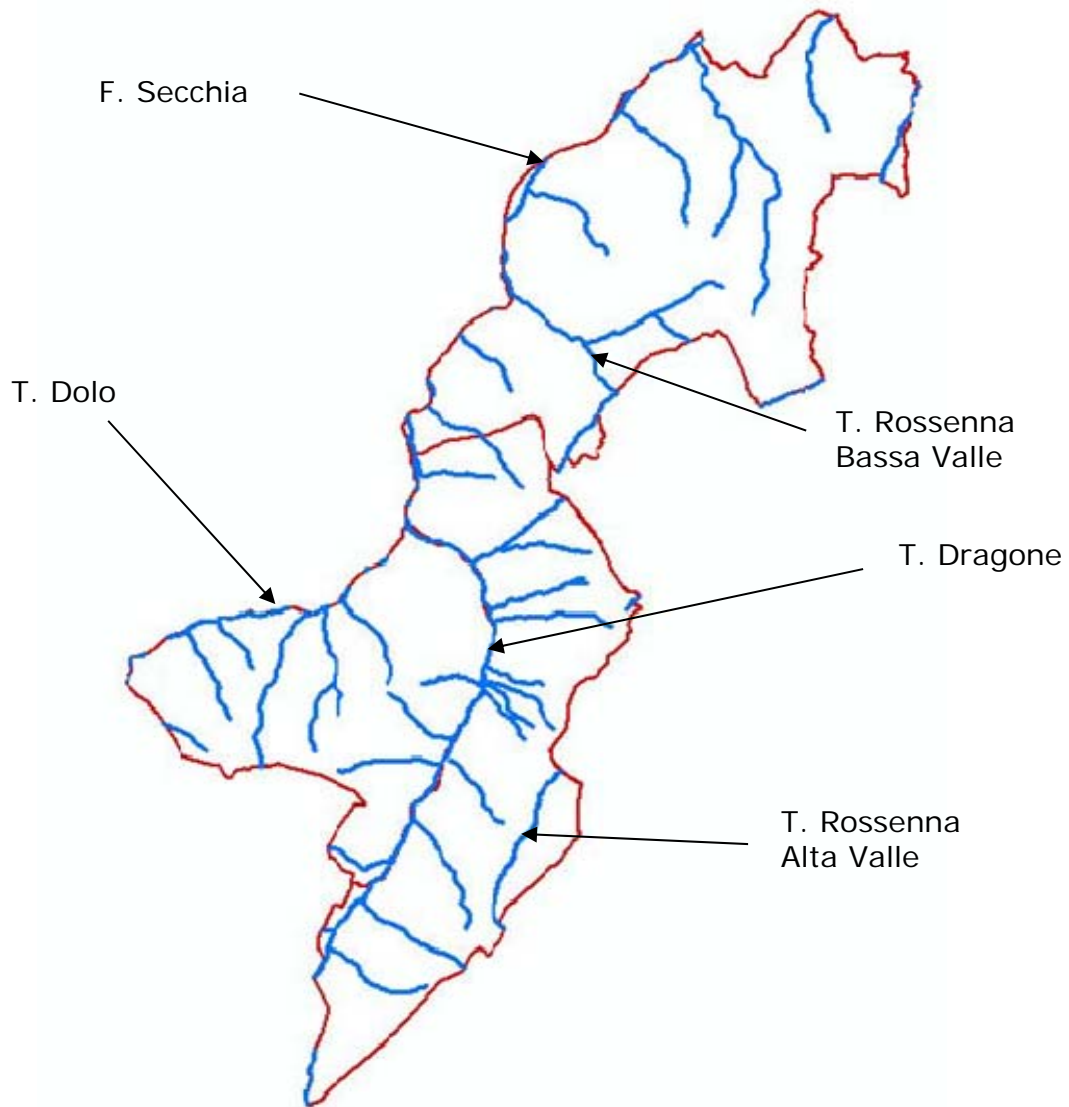 F. Secchia
T. Dolo
T. Rossenna
Bassa Valle
T. Dragone
T. Rossenna
Alta Valle